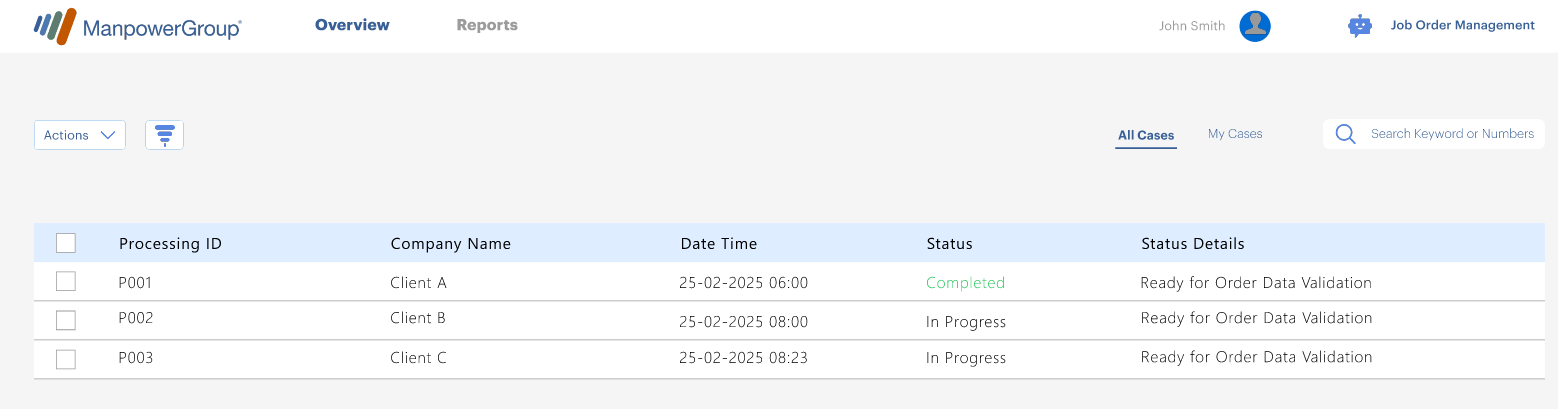 ManpowerGroup® Overview Reports John Smith Job Order Management
Actions All Cases My Cases Search Keyword or Numbers
Processing ID Company Name Date Time Status Status Details
P001 Client A 25-02-2025 06:00 Completed Ready for Order Data Validation
P002 Client B 25-02-2025 08:00 In Progress Ready for Order Data Validation
P003 Client C 25-02-2025 08:23 In Progress Ready for Order Data Validation